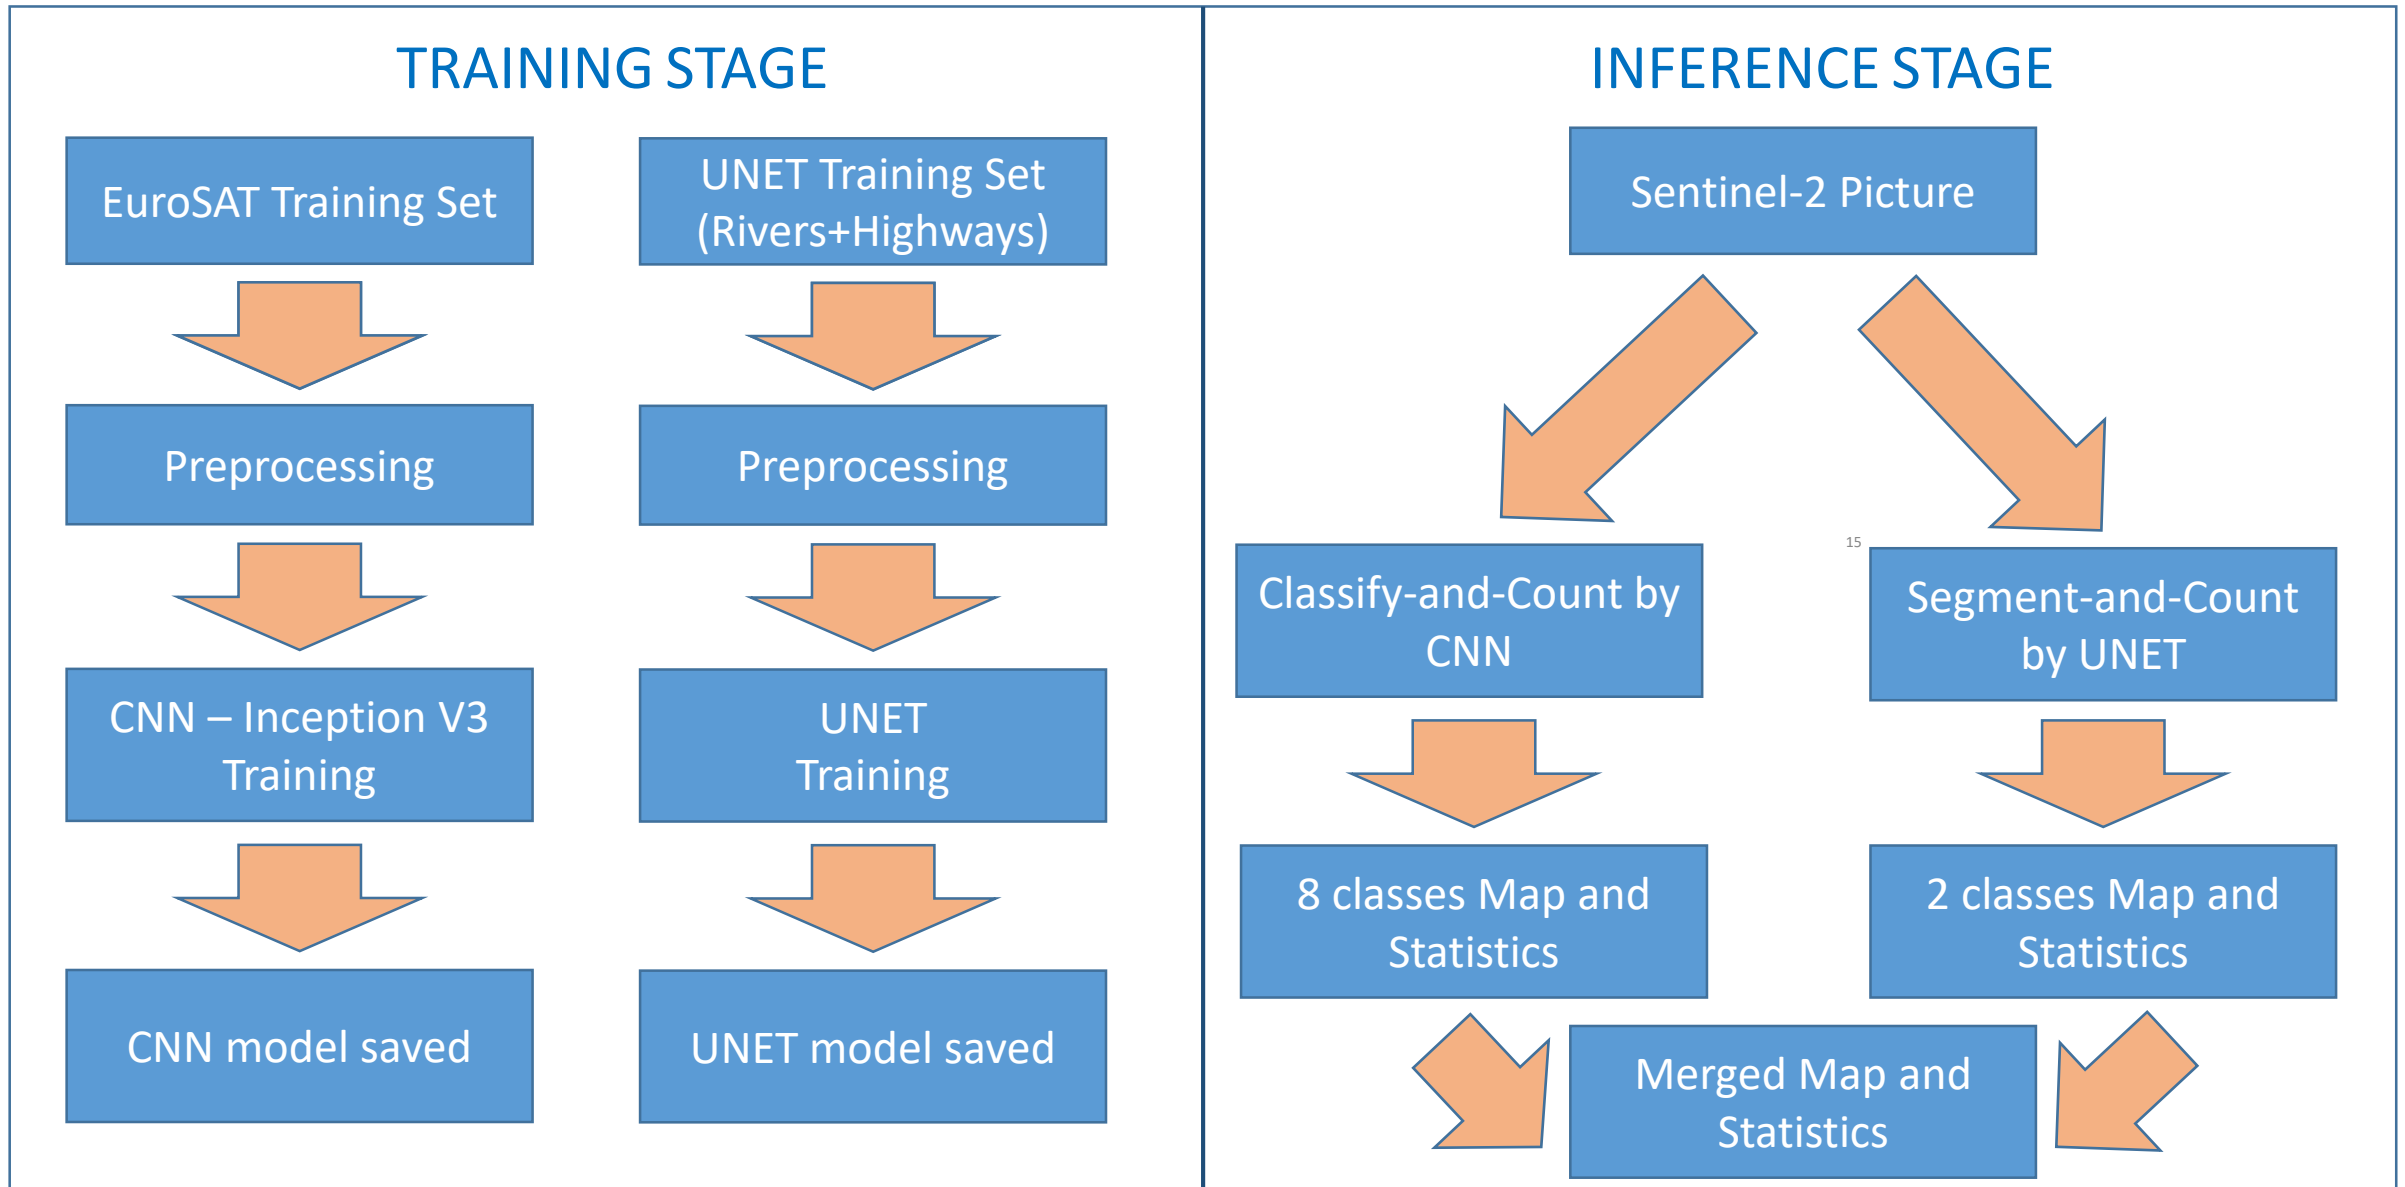 TRAINING STAGE
EuroSAT Training Set
Preprocessing
CNN – Inception V3
Training
CNN model saved
UNET Training Set
(Rivers+Highways)
Preprocessing
UNET
Training
UNET model saved
INFERENCE STAGE
Sentinel-2 Picture
Classify-and-Count by
CNN
15
Segment-and-Count
by UNET
8 classes Map and
Statistics
2 classes Map and
Statistics
Merged Map and
Statistics